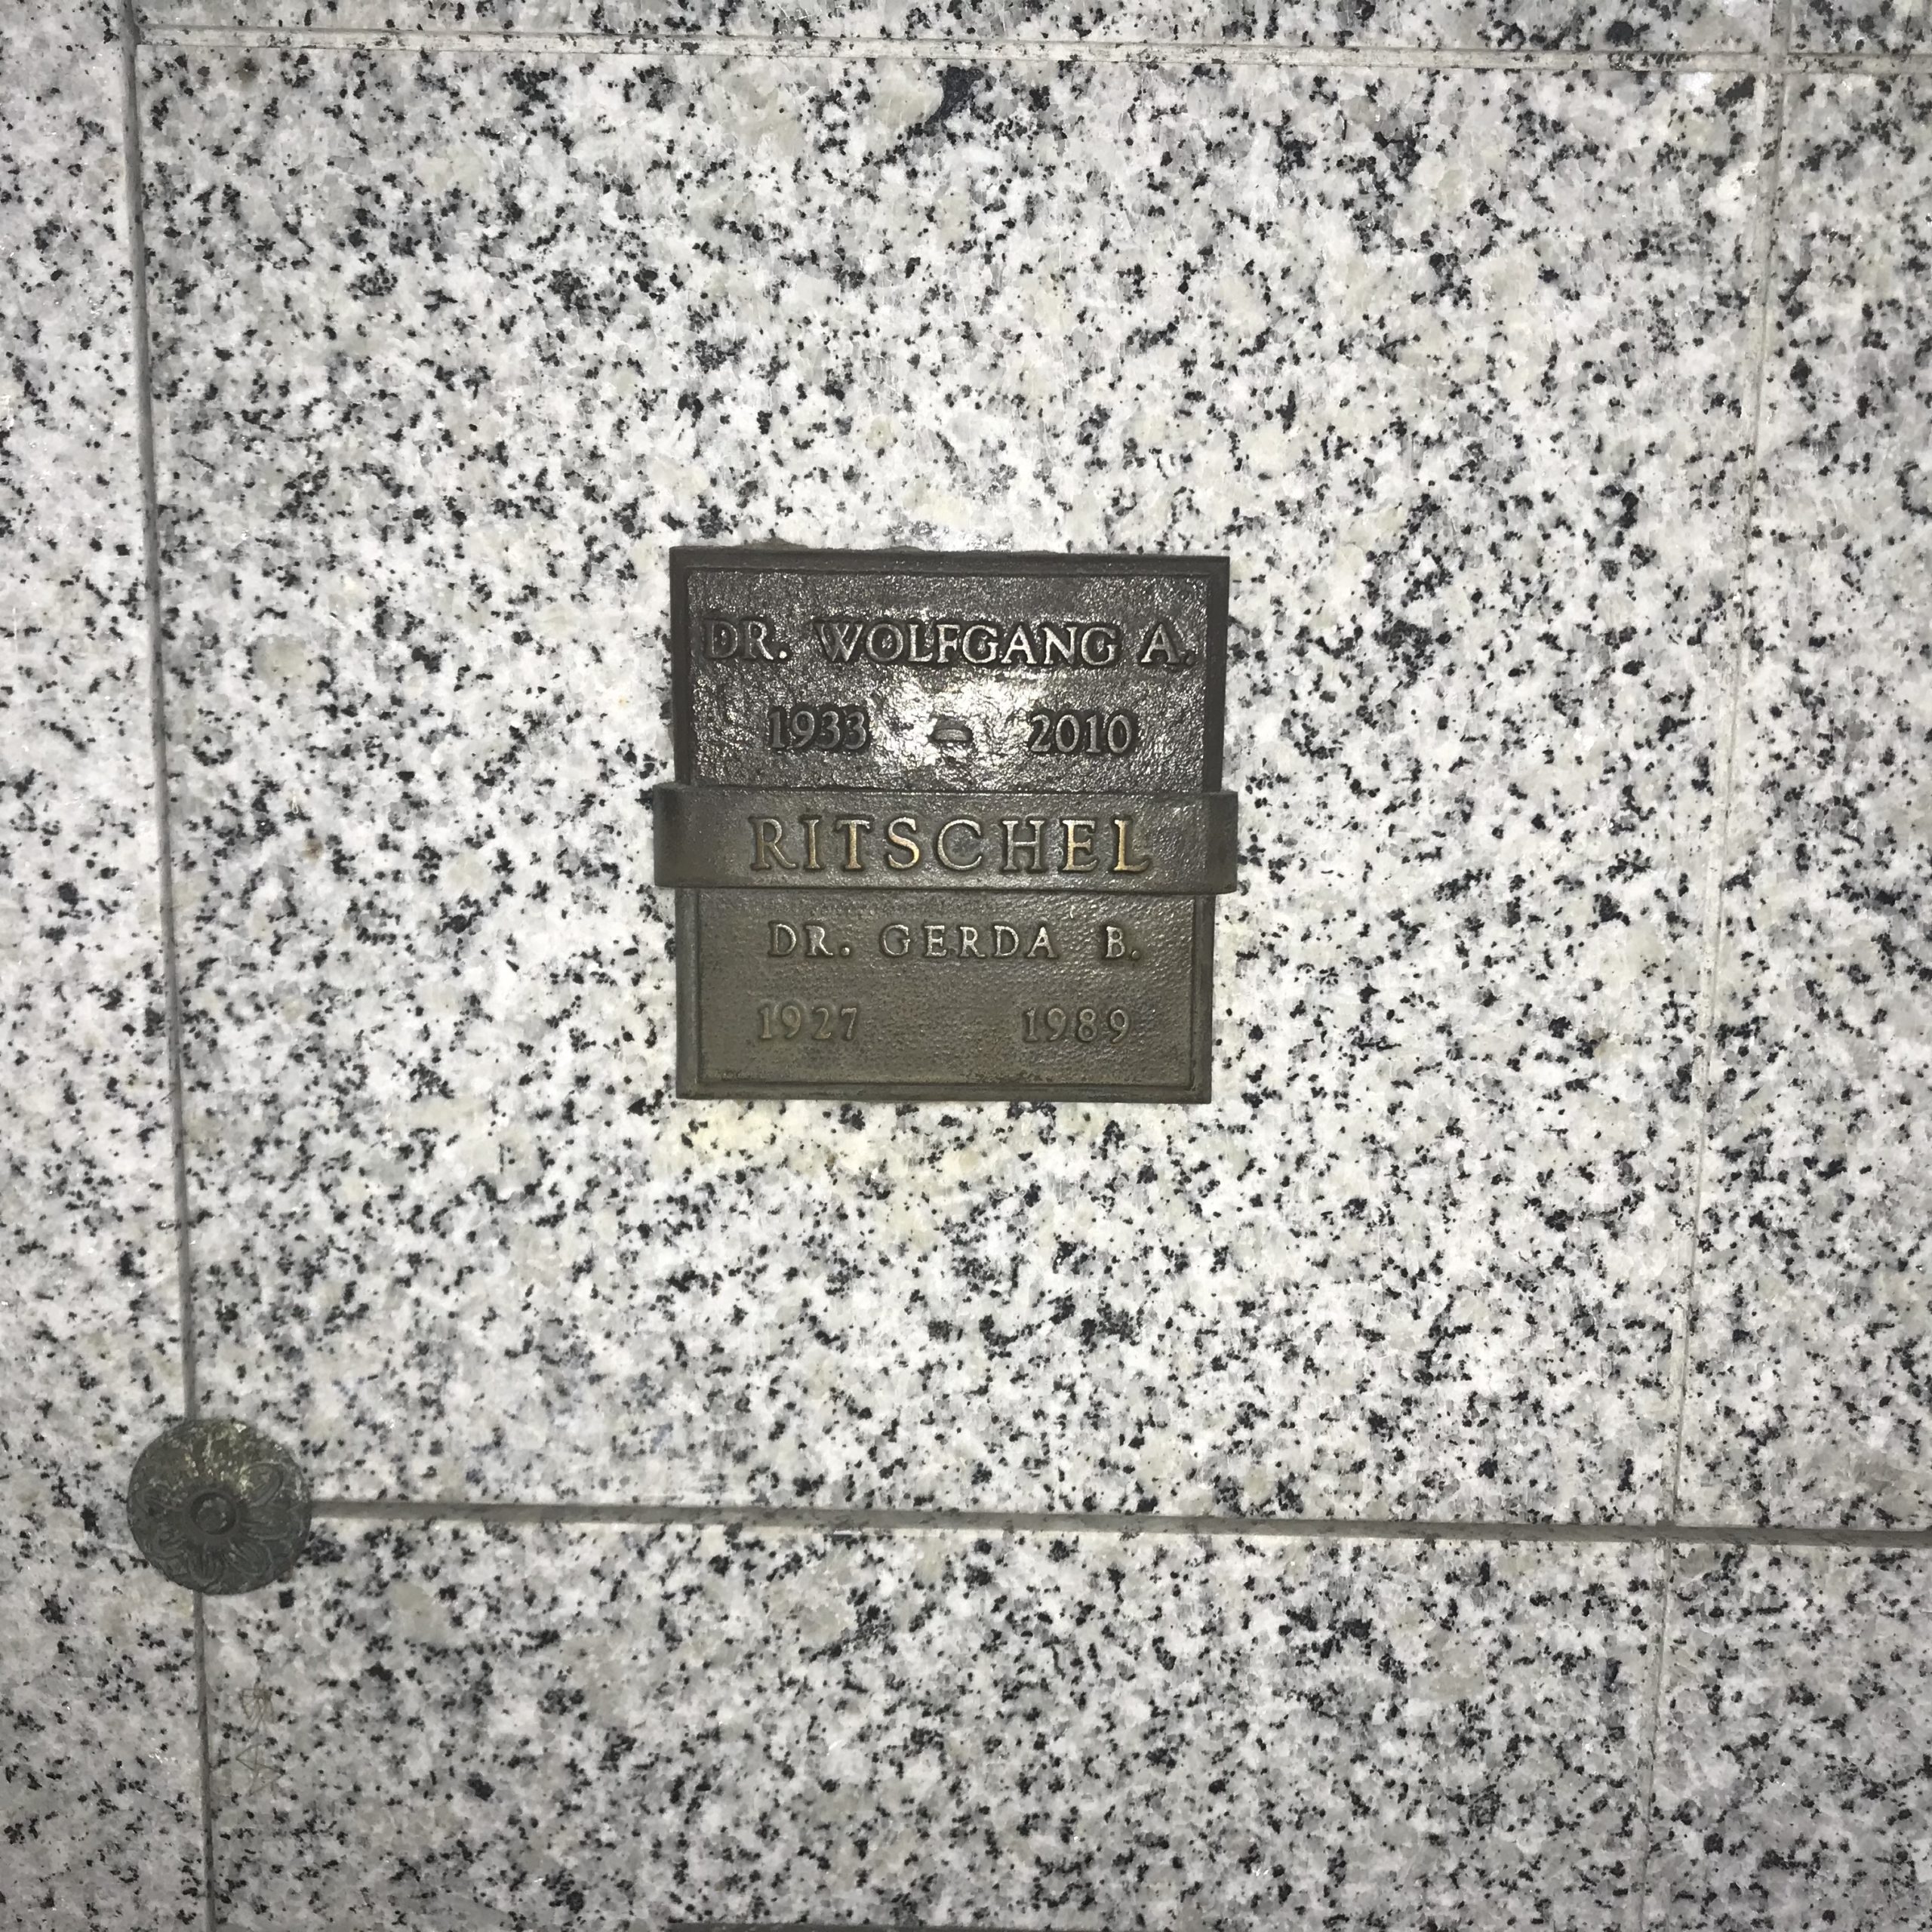 DR. WOLFGANG A.
1933 - 2010
RITSCHEL
DR. GERDA B.
1927 1989